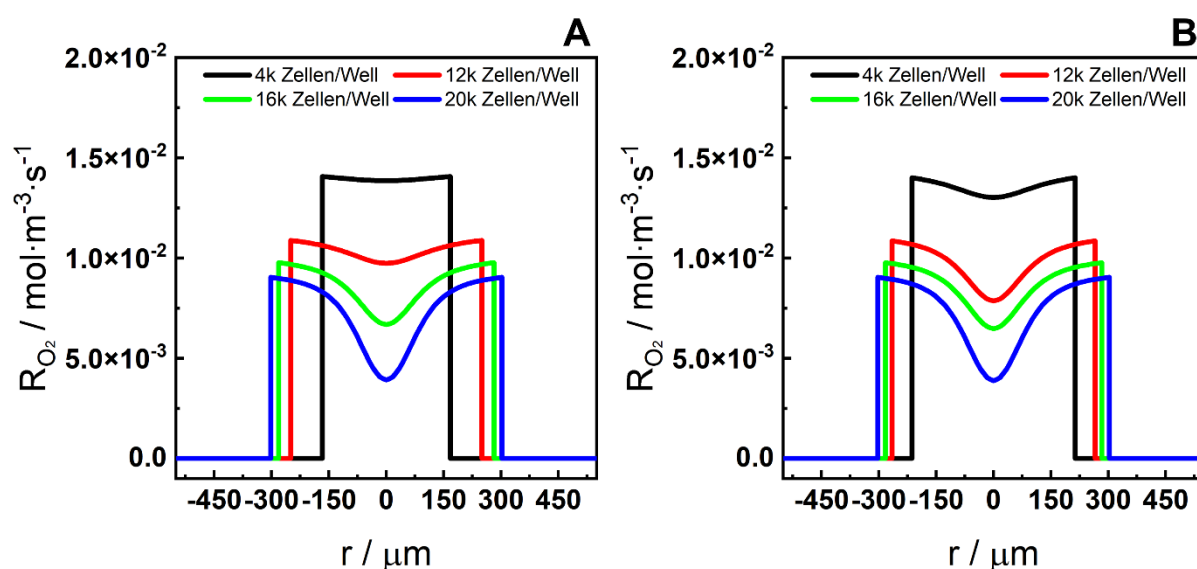 A
2.0×10⁻²
1.5×10⁻²
1.0×10⁻²
5.0×10⁻³
0.0
R_O₂ / mol·m⁻³·s⁻¹
4k Zellen/Well 12k Zellen/Well
16k Zellen/Well 20k Zellen/Well
-450 -300 -150 0 150 300 450
r / μm
B
2.0×10⁻²
1.5×10⁻²
1.0×10⁻²
5.0×10⁻³
0.0
R_O₂ / mol·m⁻³·s⁻¹
4k Zellen/Well 12k Zellen/Well
16k Zellen/Well 20k Zellen/Well
-450 -300 -150 0 150 300 450
r / μm